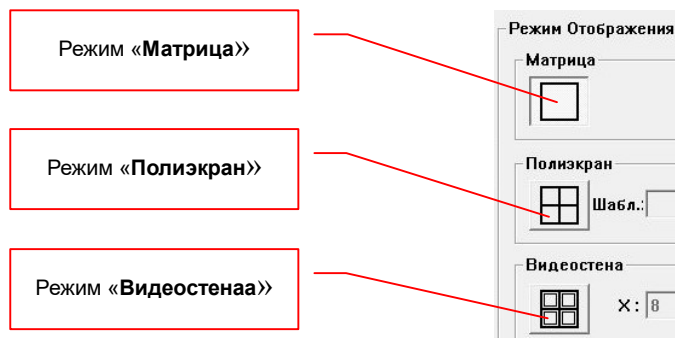 Режим «Матрица»
Режим «Полиэкран»
Режим «Видеостенаа»
Режим Отображения
Матрица
Полиэкран
Шабл.:
Видеостена
X: 8